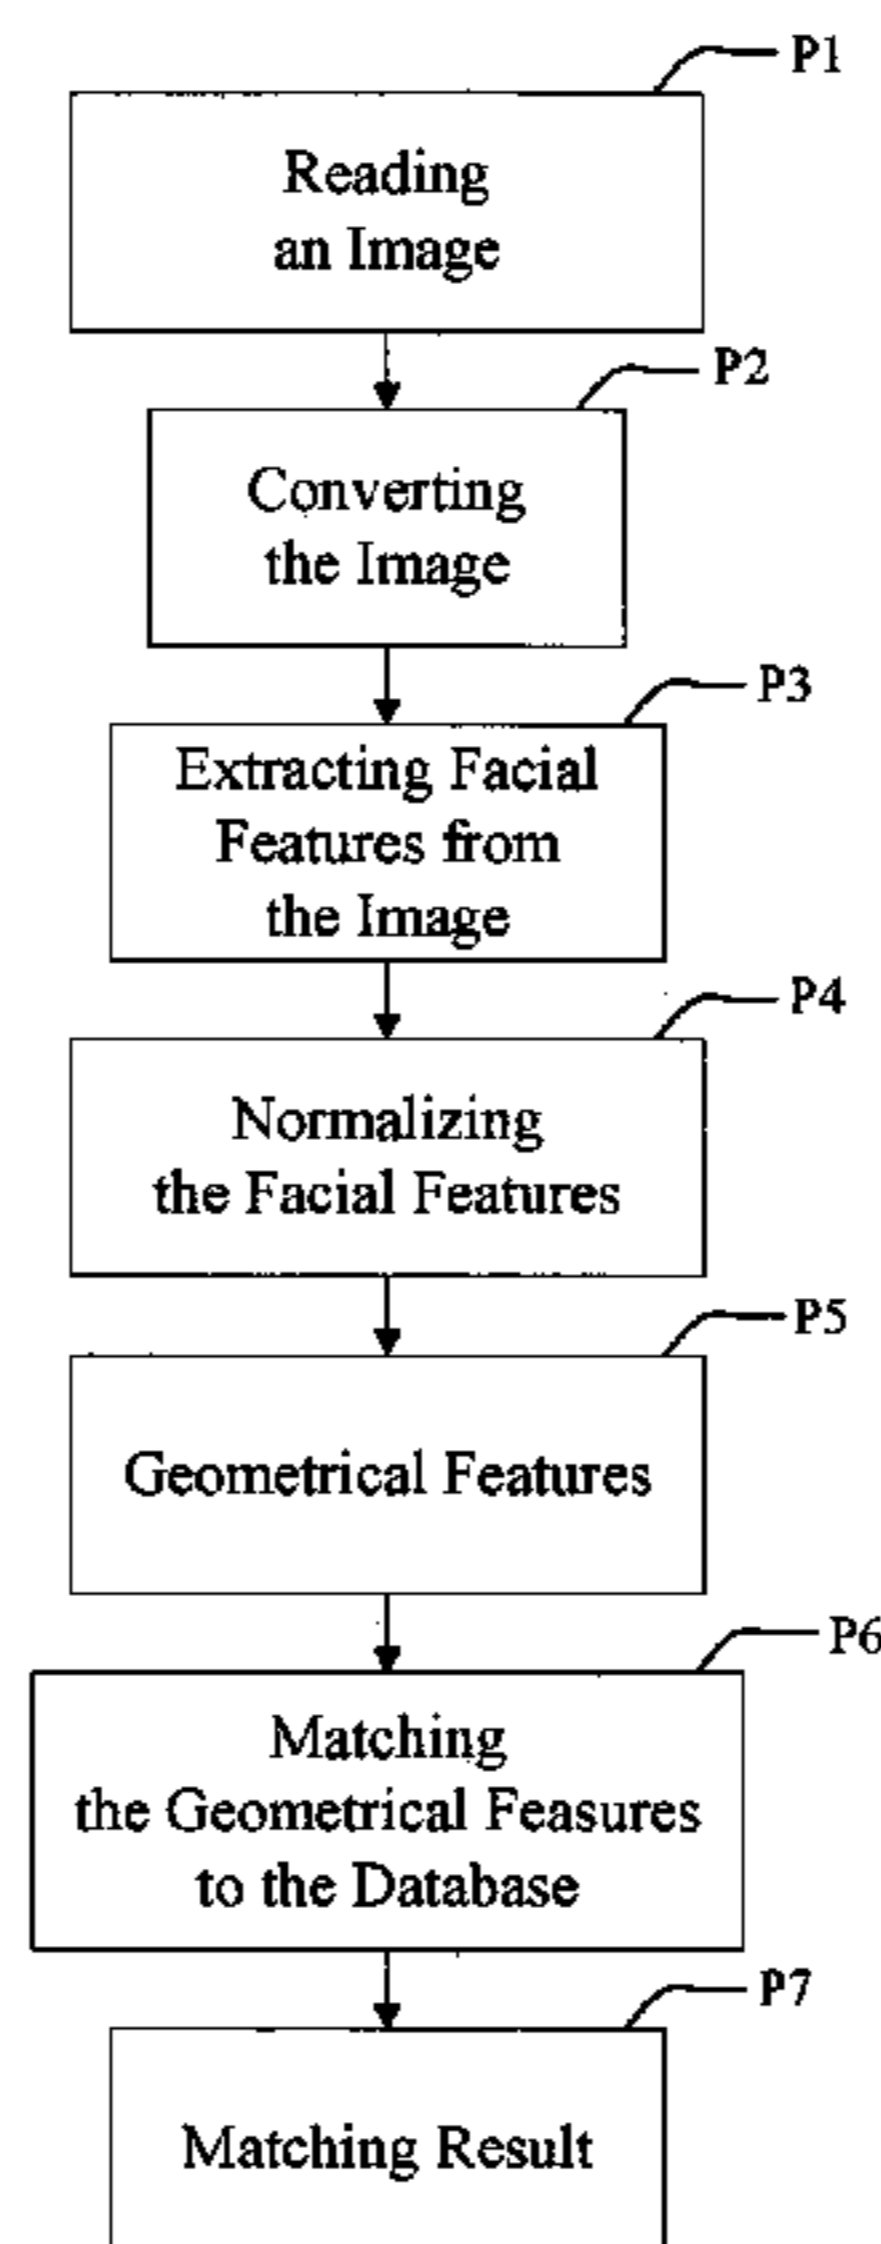 P1
Reading
an Image
P2
Converting
the Image
P3
Extracting Facial
Features from
the Image
P4
Normalizing
the Facial Features
P5
Geometrical Features
P6
Matching
the Geometrical Feasures
to the Database
P7
Matching Result